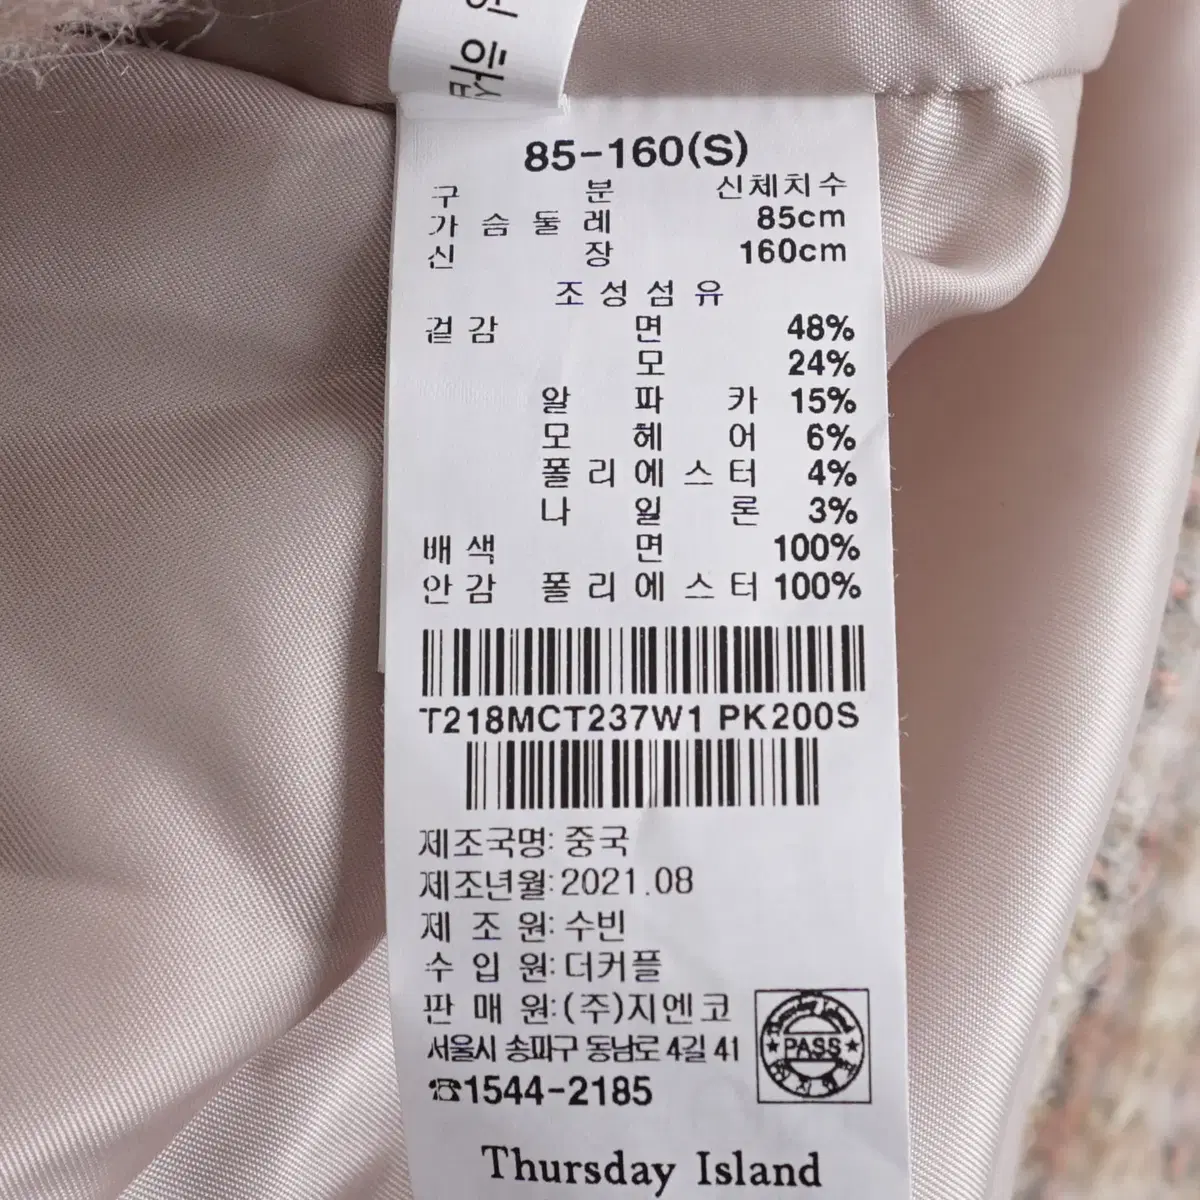 하
85-160(S)
구 분 신체치수
가슴둘레 85cm
신 장 160cm
조성섬유
겉감 면 48%
모 24%
알파카 15%
모헤어 6%
폴리에스터 4%
나일론 3%
배색 면 100%
안감 폴리에스터 100%
T218MCT237W1 PK200S
제조국명: 중국
제조년월: 2021.08
제 조 원: 수빈
수 입 원: 더커플
판 매 원: (주)지엔코
서울시 송파구 동남로 4길 41
☎1544-2185
Thursday Island
PASS
Thursday Island